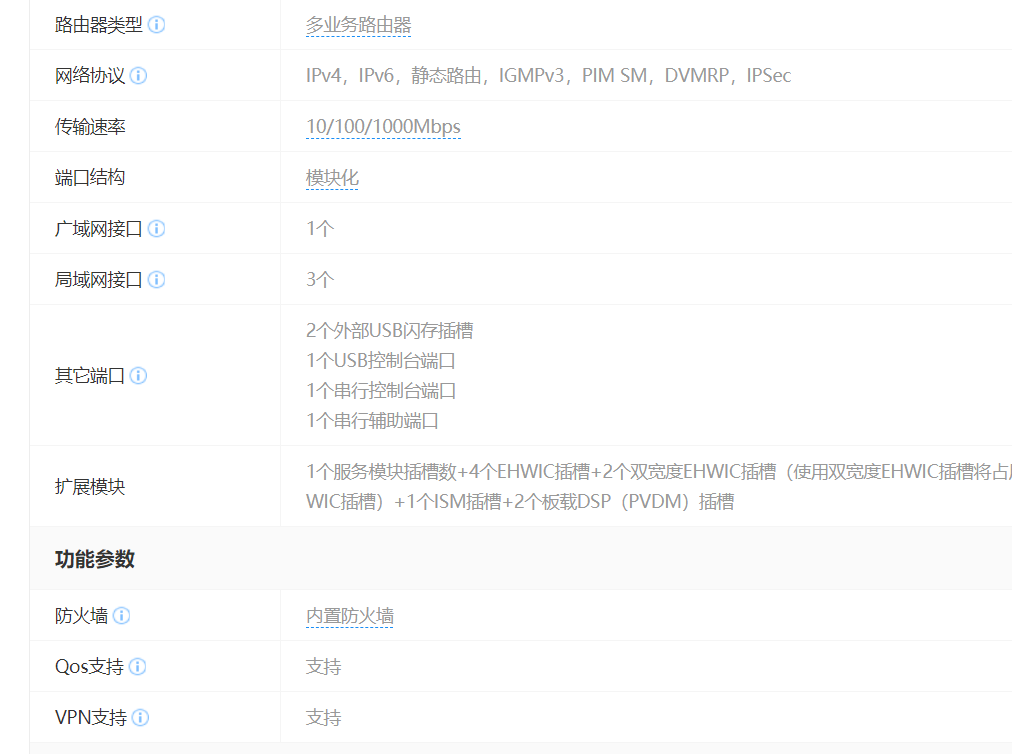 路由器类型 多业务路由器
网络协议 IPv4，IPv6，静态路由，IGMPv3，PIM SM，DVMRP，IPSec
传输速率 10/100/1000Mbps
端口结构 模块化
广域网接口 1个
局域网接口 3个
其它端口 2个外部USB闪存插槽
1个USB控制台端口
1个串行控制台端口
1个串行辅助端口
扩展模块 1个服务模块插槽数+4个EHWIC插槽+2个双宽度EHWIC插槽（使用双宽度EHWIC插槽将占
WIC插槽）+1个ISM插槽+2个板载DSP（PVDM）插槽
功能参数
防火墙 内置防火墙
Qos支持 支持
VPN支持 支持